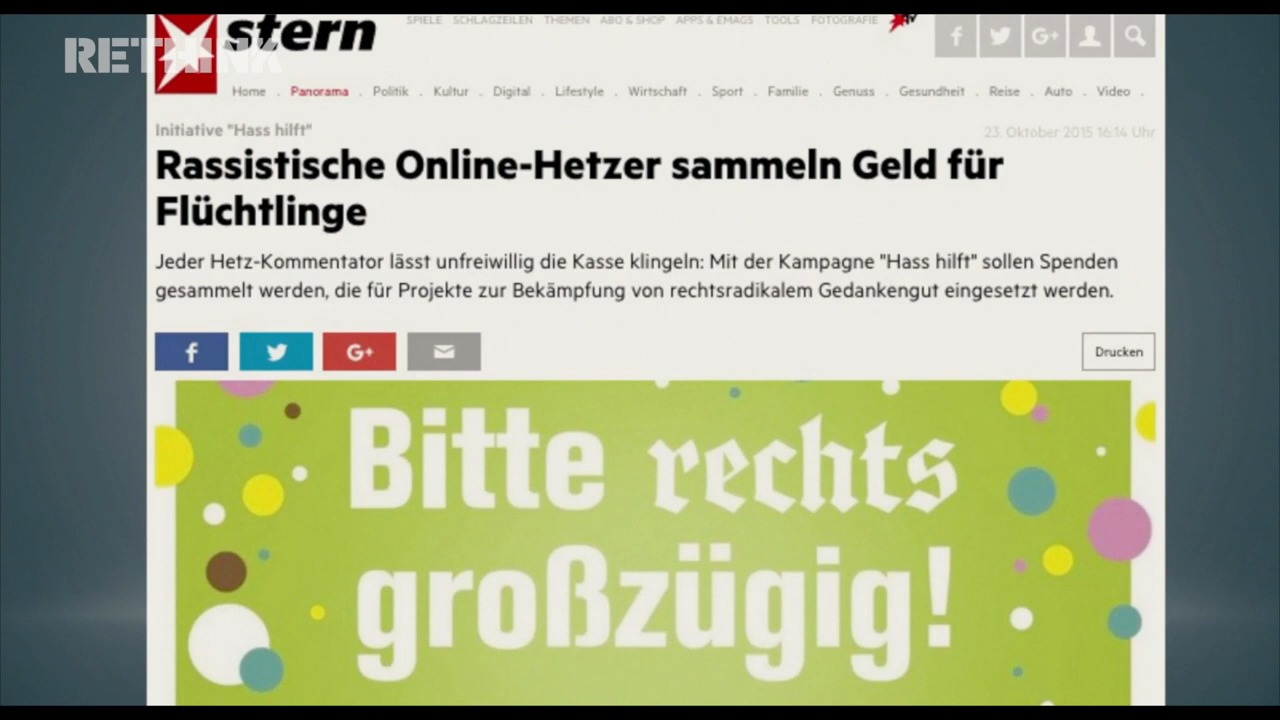 RETHINK
stern
SPIELE SCHLAGZEILEN THEMEN ABO & SHOP APPS & EMAGS TOOLS FOTOGRAFIE TV
Home . Panorama . Politik . Kultur . Digital . Lifestyle . Wirtschaft . Sport . Familie . Genuss . Gesundheit . Reise . Auto . Video .
Initiative "Hass hilft"
23. Oktober 2015 16:14 Uhr
Rassistische Online-Hetzer sammeln Geld für
Flüchtlinge
Jeder Hetz-Kommentator lässt unfreiwillig die Kasse klingeln: Mit der Kampagne "Hass hilft" sollen Spenden
gesammelt werden, die für Projekte zur Bekämpfung von rechtsradikalem Gedankengut eingesetzt werden.
Drucken
Bitte rechts
großzügig!